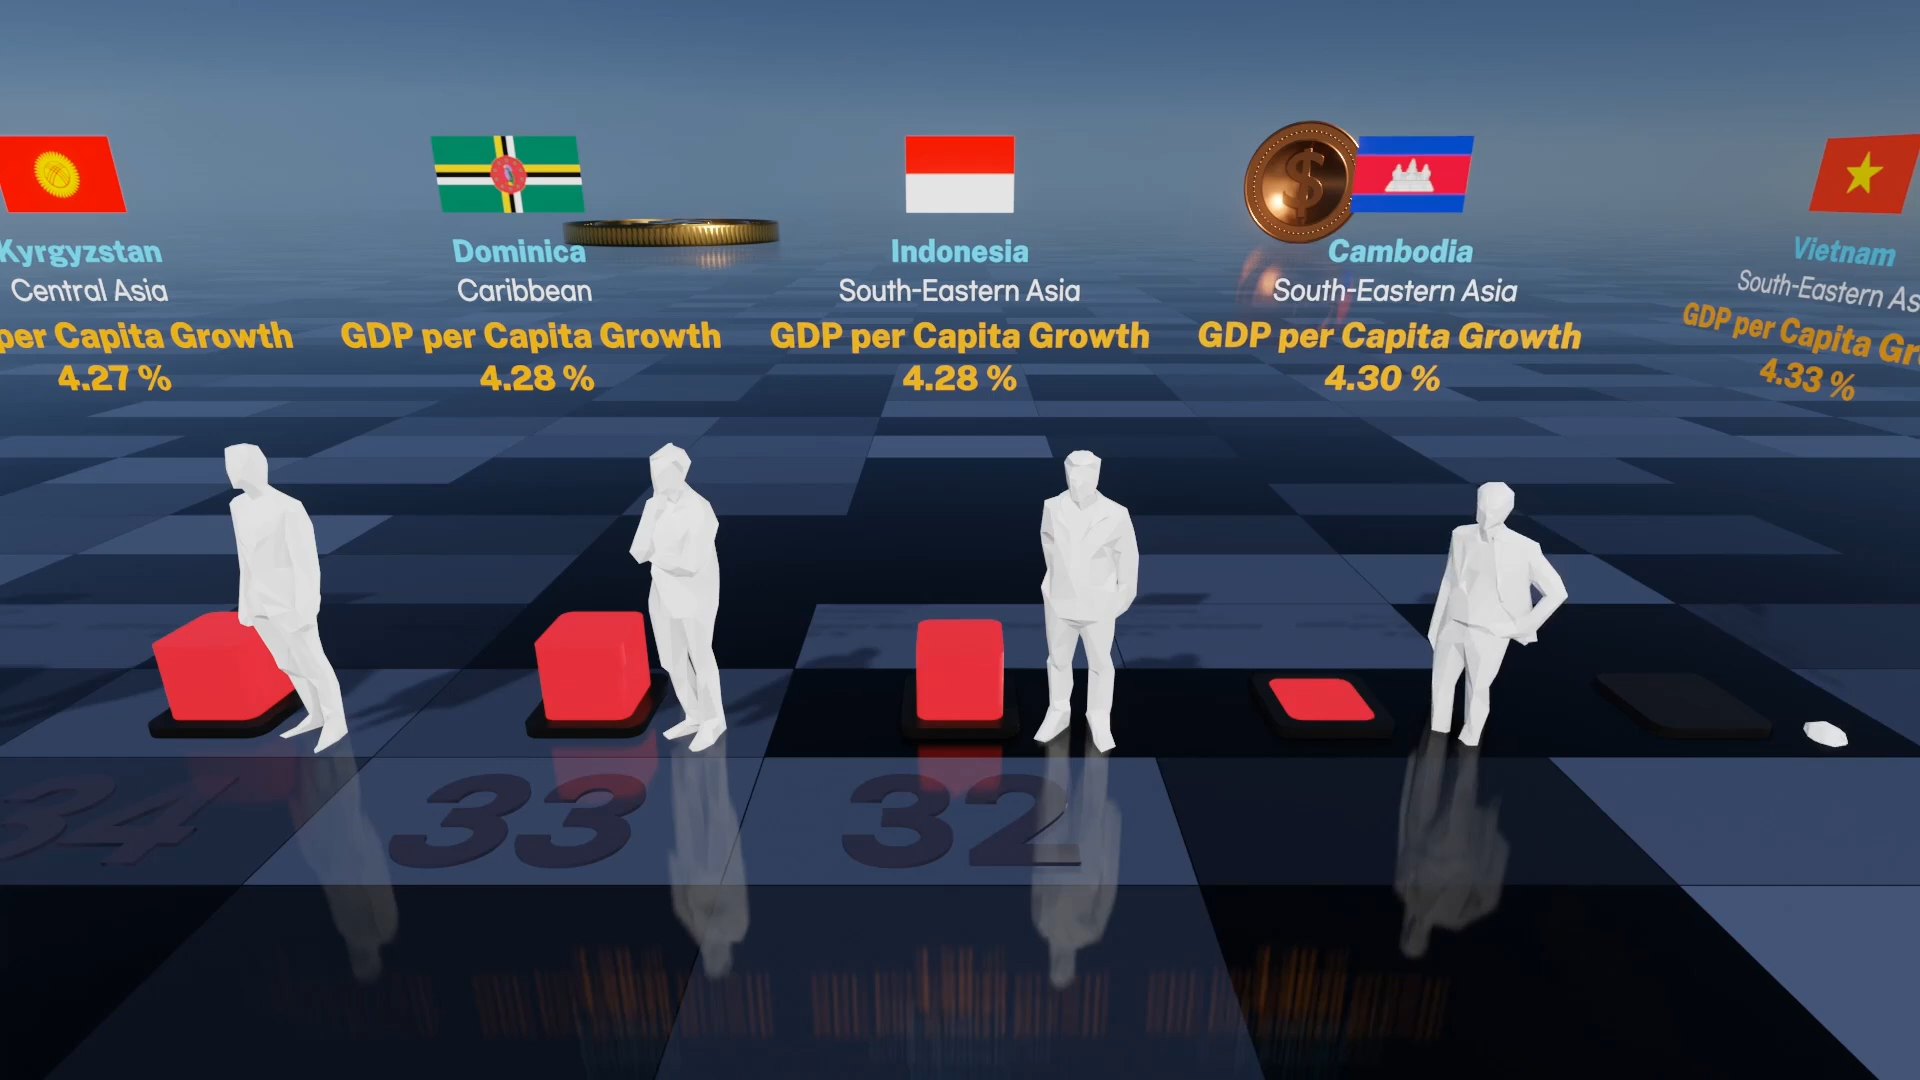 Kyrgyzstan
Central Asia
per Capita Growth
4.27 %
34
Dominica
Caribbean
GDP per Capita Growth
4.28 %
33
Indonesia
South-Eastern Asia
GDP per Capita Growth
4.28 %
32
Cambodia
South-Eastern Asia
GDP per Capita Growth
4.30 %
Vietnam
South-Eastern As
GDP per Capita Gr
4.33 %
$